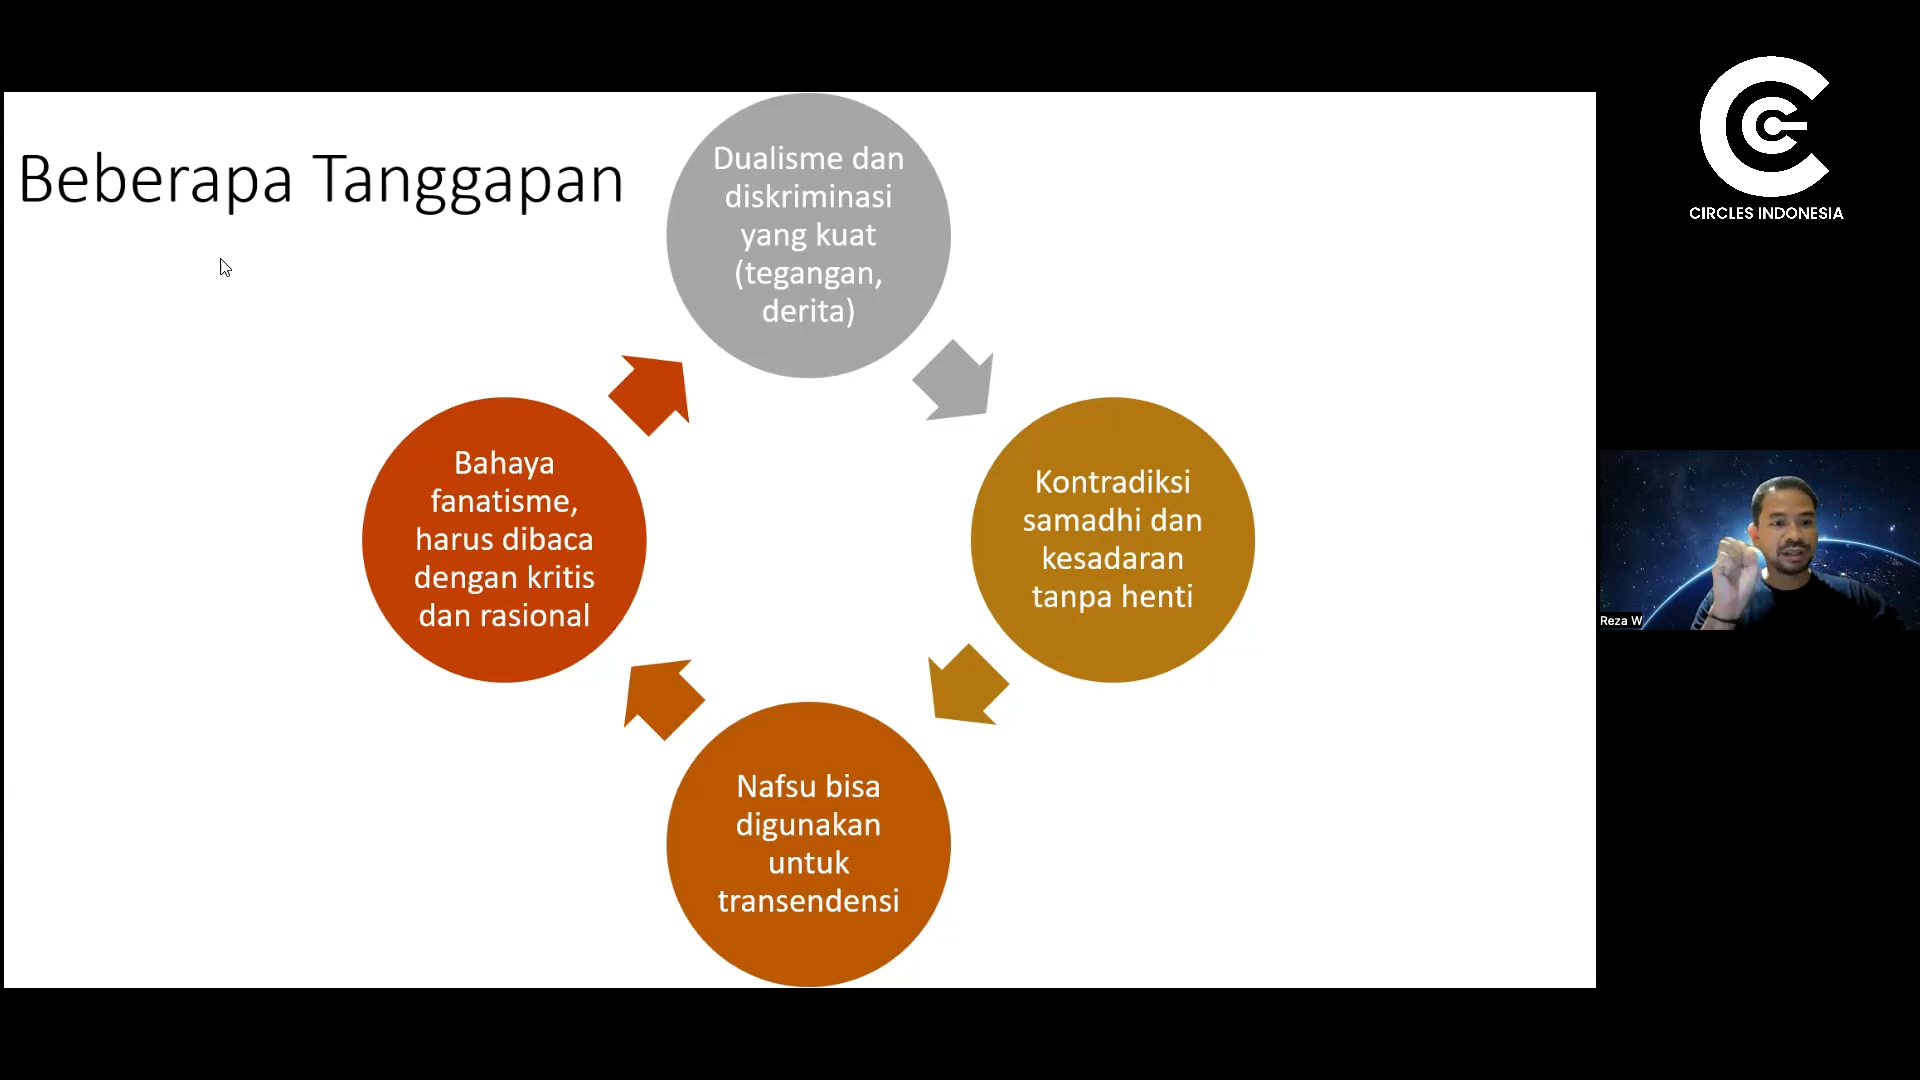 Beberapa Tanggapan
Dualisme dan
diskriminasi
yang kuat
(tegangan,
derita)
Kontradiksi
samadhi dan
kesadaran
tanpa henti
Nafsu bisa
digunakan
untuk
transendensi
Bahaya
fanatisme,
harus dibaca
dengan kritis
dan rasional
CIRCLES INDONESIA
Reza W